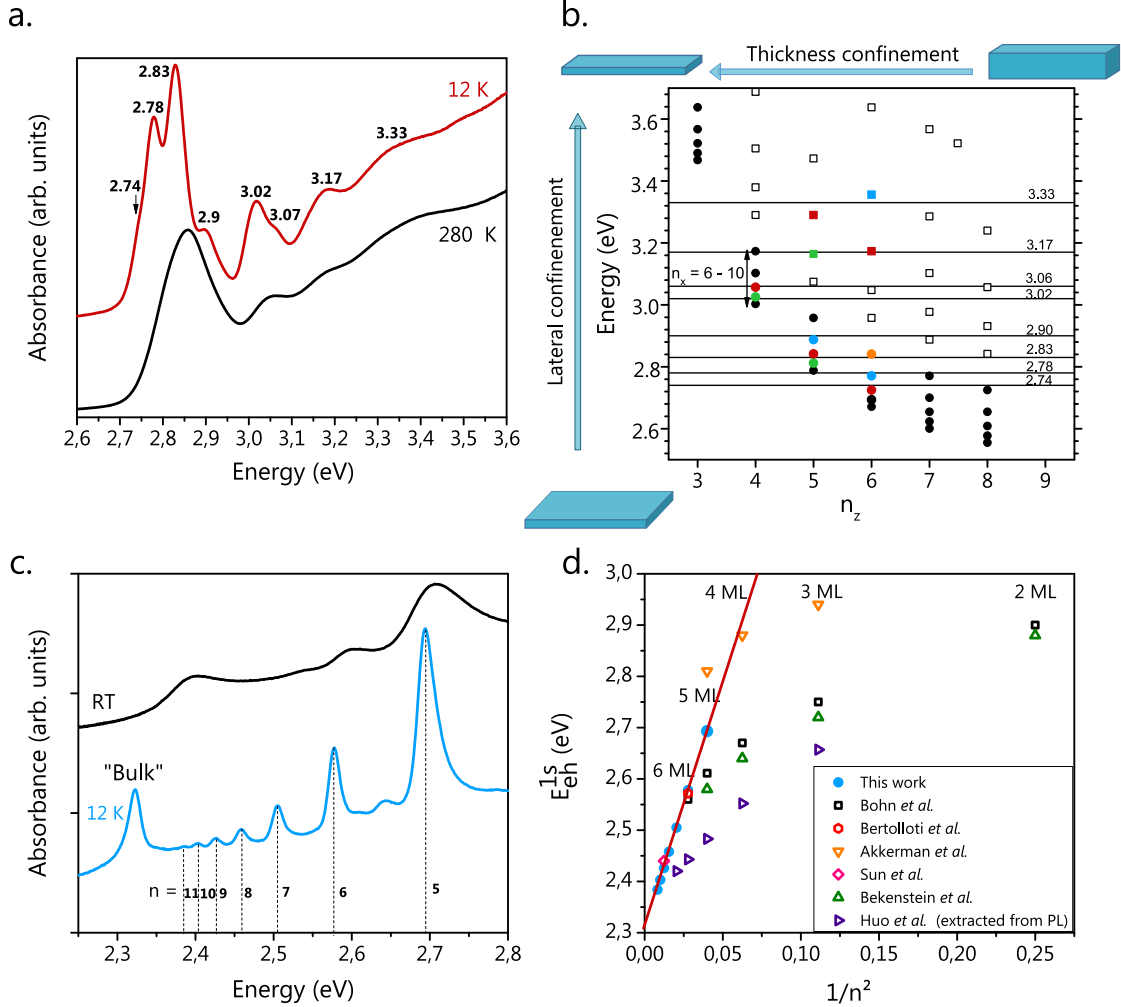 a.
2.83
12 K
2.78
3.33
2.74
3.17
3.02
3.07
2.9
280 K
Absorbance (arb. units)
2,6 2,7 2,8 2,9 3,0 3,1 3,2 3,3 3,4 3,5 3,6
Energy (eV)
b.
Thickness confinement
Lateral confinement
Energy (eV)
3.6
3.4
3.2
3.0
2.8
2.6
3.33
3.17
3.06
3.02
2.90
2.83
2.78
2.74
nₓ = 6 - 10
3 4 5 6 7 8 9
n_z
c.
RT
"Bulk"
12 K
n = 11 10 9 8 7 6 5
Absorbance (arb. units)
2,3 2,4 2,5 2,6 2,7 2,8
Energy (eV)
d.
3,0
2,9
2,8
2,7
2,6
2,5
2,4
2,3
E_eh^1s (eV)
4 ML 3 ML 2 ML
5 ML
6 ML
This work
Bohn et al.
Bertolloti et al.
Akkerman et al.
Sun et al.
Bekenstein et al.
Huo et al. (extracted from PL)
0,00 0,05 0,10 0,15 0,20 0,25
1/n²